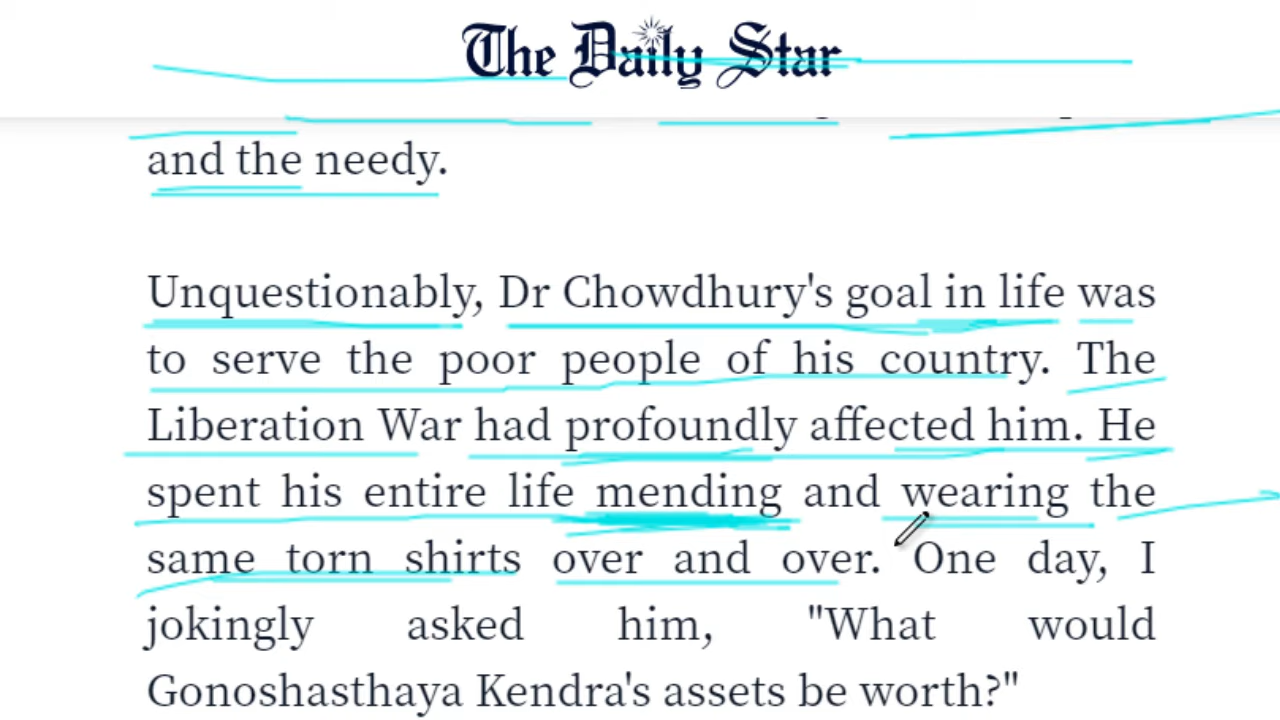 The Daily Star
and the needy.
Unquestionably, Dr Chowdhury's goal in life was
to serve the poor people of his country. The
Liberation War had profoundly affected him. He
spent his entire life mending and wearing the
same torn shirts over and over. One day, I
jokingly asked him, "What would
Gonoshasthaya Kendra's assets be worth?"